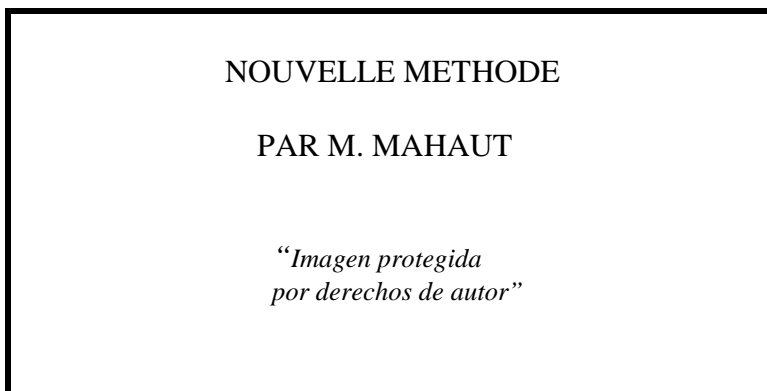 NOUVELLE METHODE
PAR M. MAHAUT
“Imagen protegida
por derechos de autor”